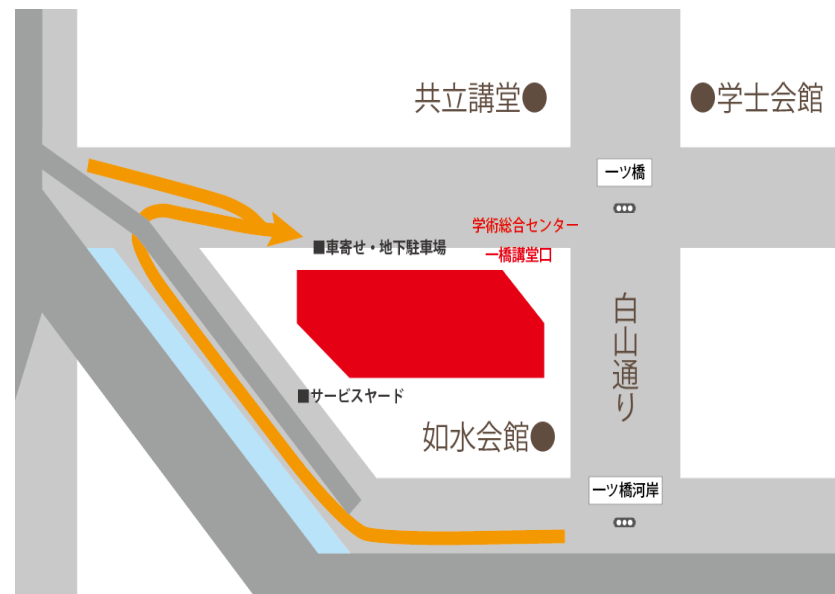 共立講堂●
●学士会館
一ツ橋
学術総合センター
一橋講堂口
■車寄せ・地下駐車場
白山通り
■サービスヤード
如水会館●
一ツ橋河岸